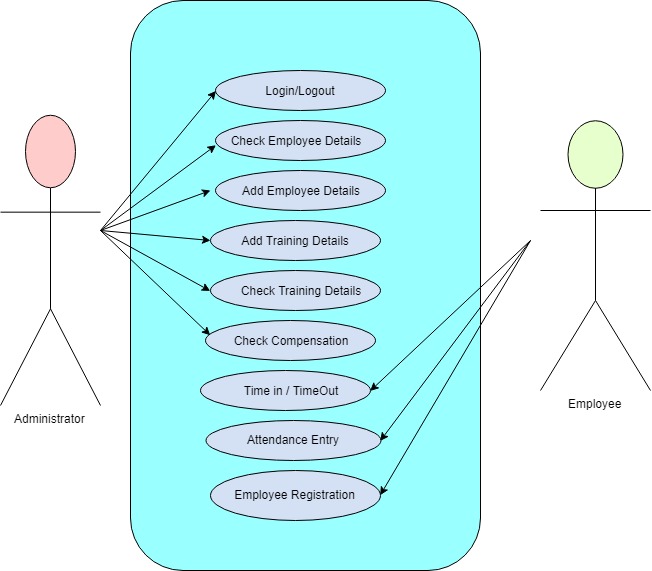 Login/Logout
Check Employee Details
Add Employee Details
Add Training Details
Check Training Details
Check Compensation
Time in / TimeOut
Attendance Entry
Employee Registration
Administrator
Employee